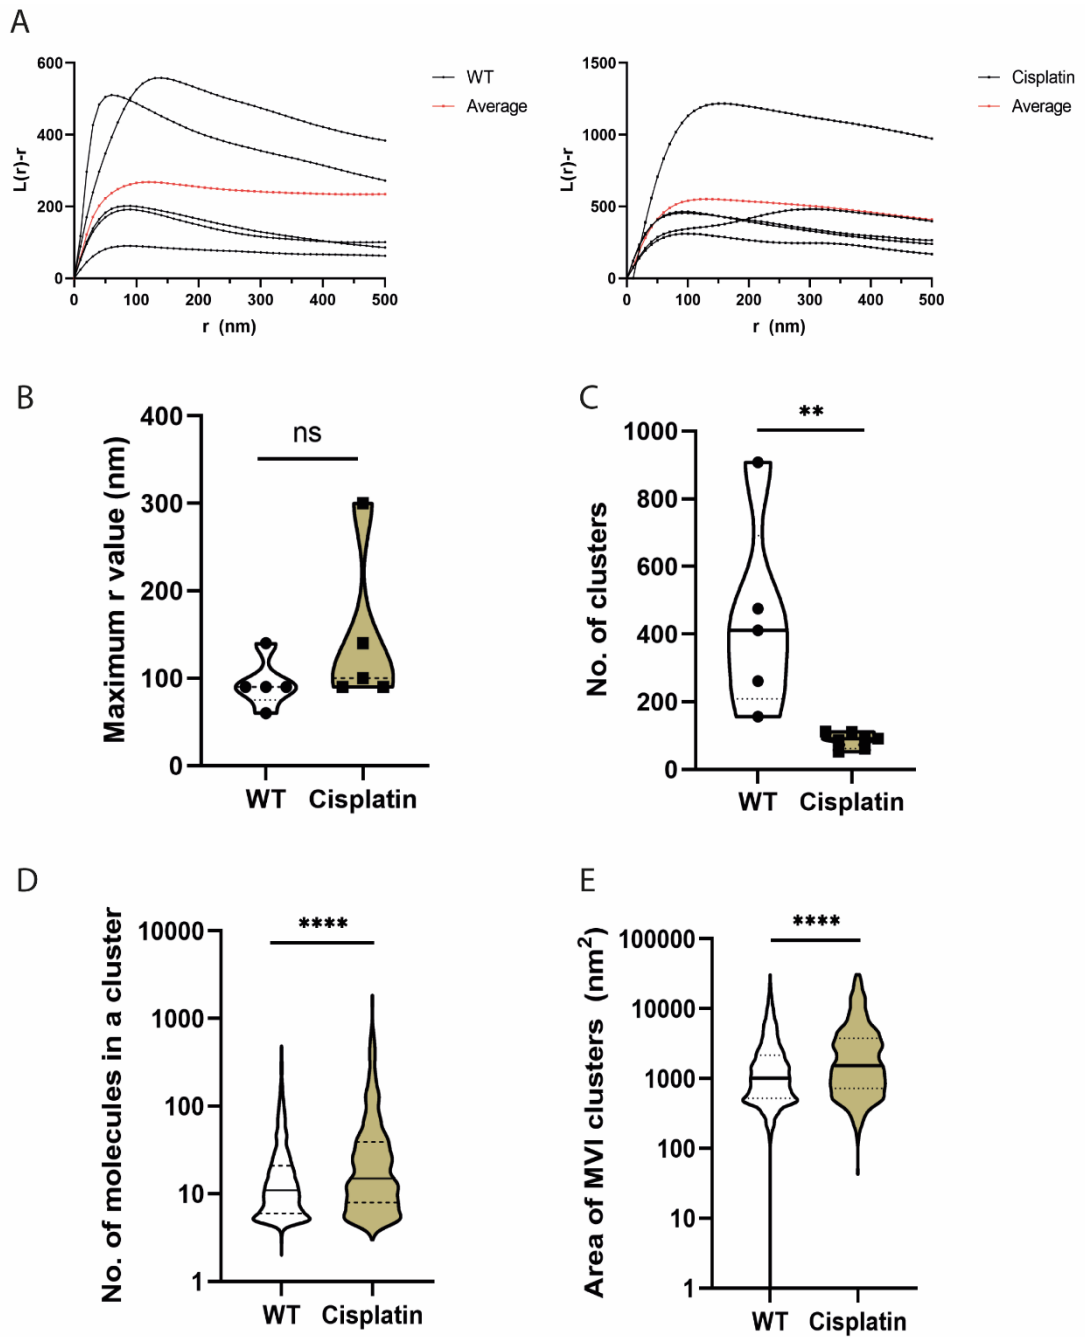 A
600
400
200
0
L(r)-r
0 100 200 300 400 500
r (nm)
WT
Average
1500
1000
500
0
L(r)-r
0 100 200 300 400 500
r (nm)
Cisplatin
Average
B
400
300
200
100
0
Maximum r value (nm)
ns
WT Cisplatin
C
1000
800
600
400
200
0
No. of clusters
**
WT Cisplatin
D
10000
1000
100
10
1
No. of molecules in a cluster
****
WT Cisplatin
E
100000
10000
1000
100
10
1
Area of MVI clusters (nm²)
****
WT Cisplatin